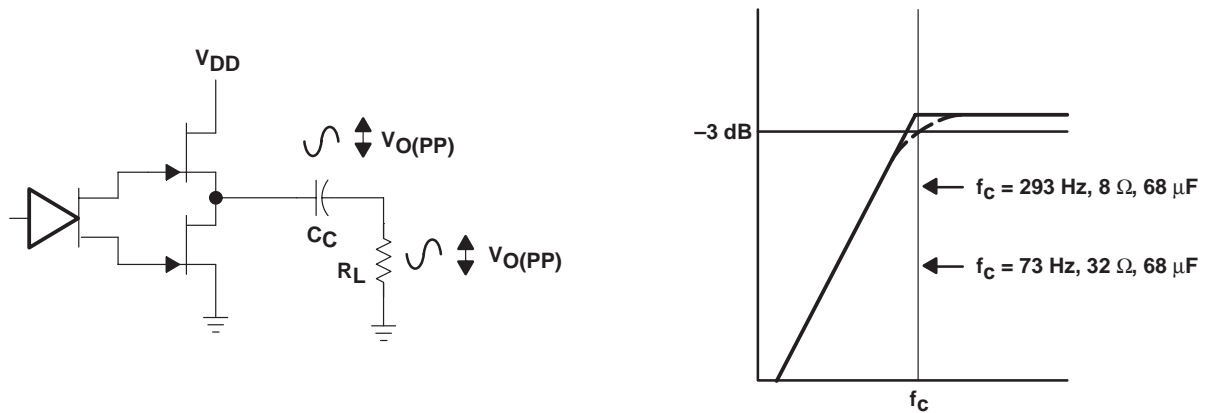 VDD
VO(PP)
CC
RL
VO(PP)
–3 dB
fc = 293 Hz, 8 Ω, 68 μF
fc = 73 Hz, 32 Ω, 68 μF
fc